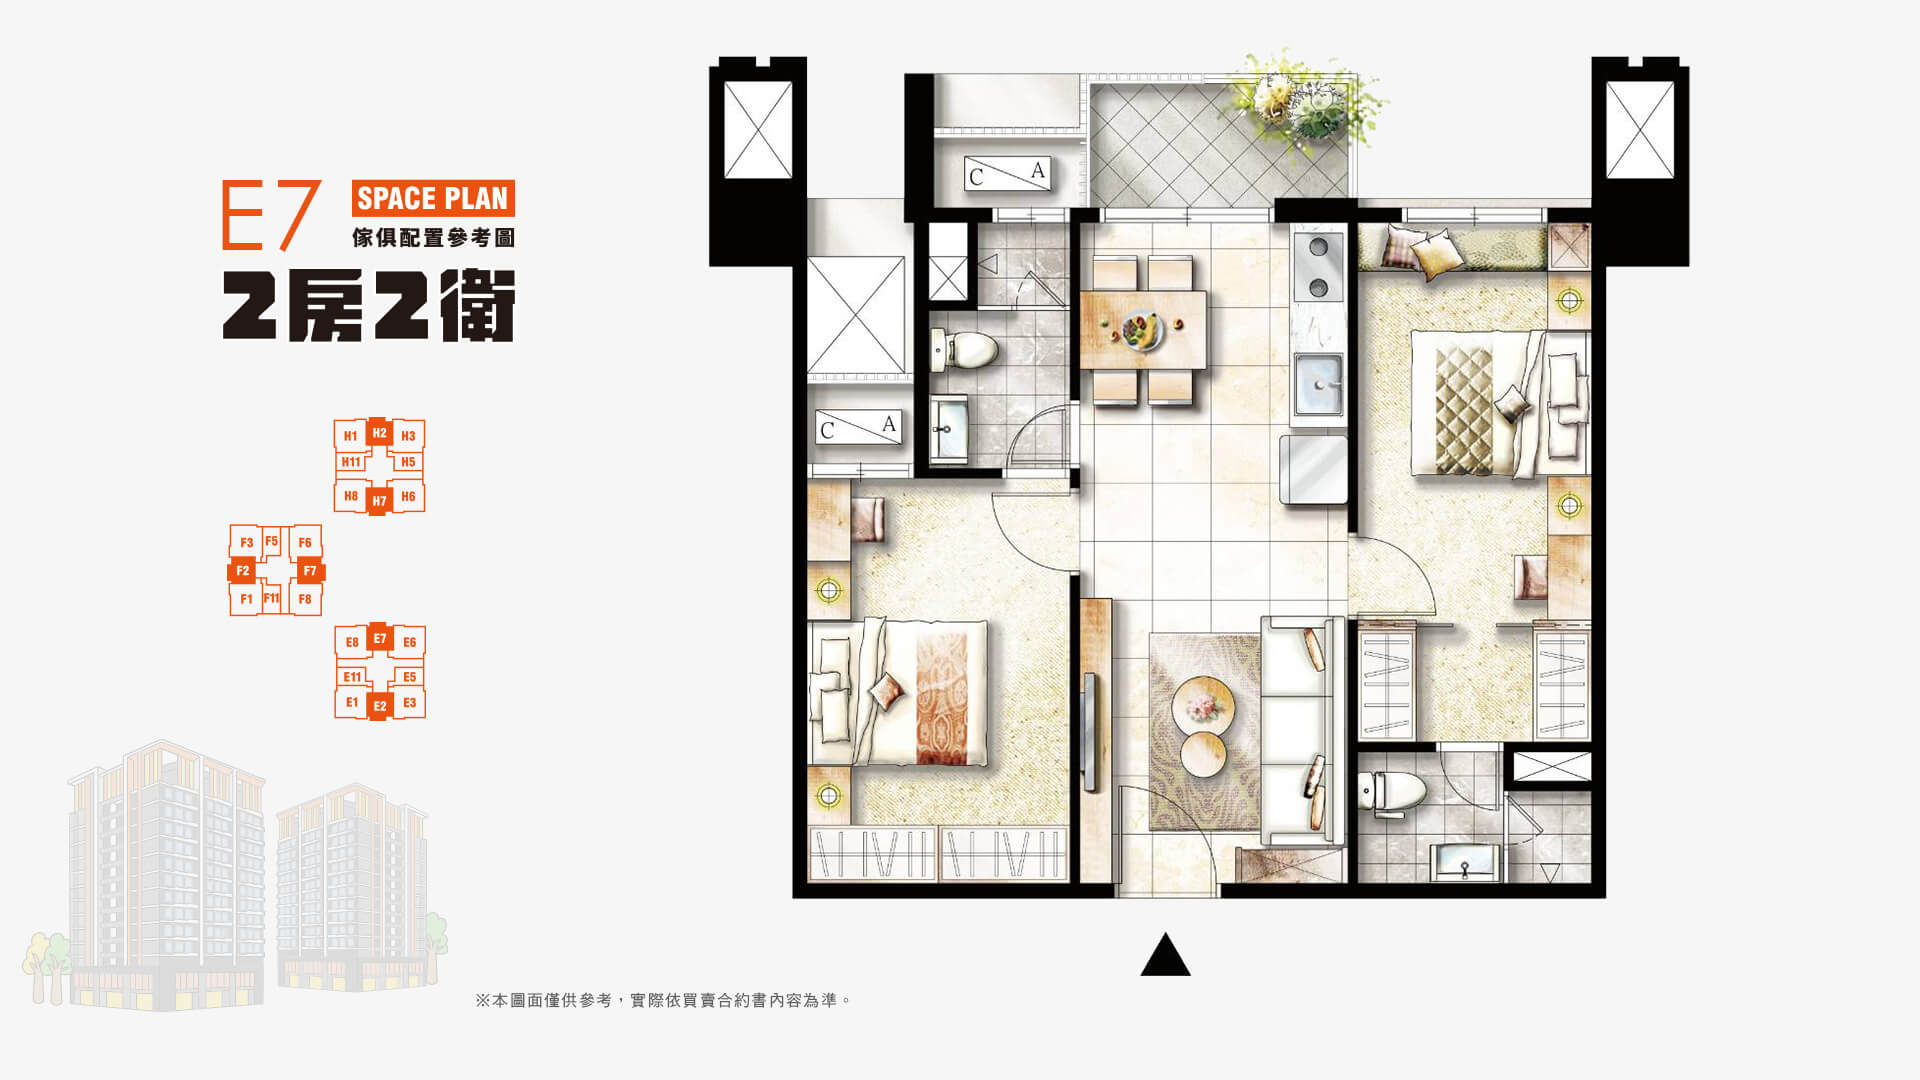 E7
SPACE PLAN
傢俱配置參考圖
2房2衛
H1 H2 H3
H11 H5
H8 H7 H6
F3 F5 F6
F2 F7
F1 F11 F8
E8 E7 E6
E11 E5
E1 E2 E3
C A
C A
※本圖面僅供參考，實際依買賣合約書內容為準。